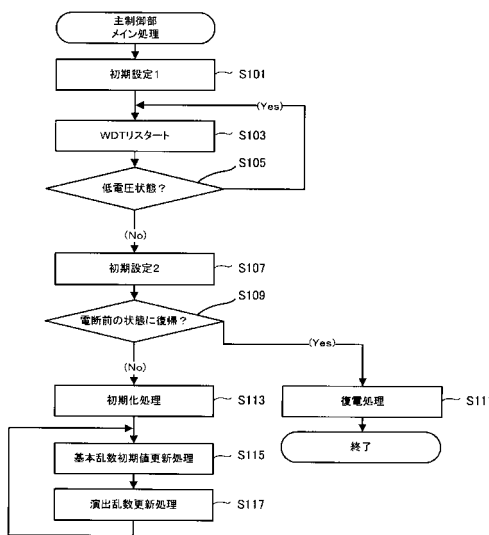 主制御部
メイン処理
初期設定1
S101
(Yes)
WDTリスタート
S103
S105
低電圧状態？
(No)
初期設定2
S107
S109
電断前の状態に復帰？
(Yes)
(No)
初期化処理
S113
復電処理
S11
基本乱数初期値更新処理
S115
終了
演出乱数更新処理
S117